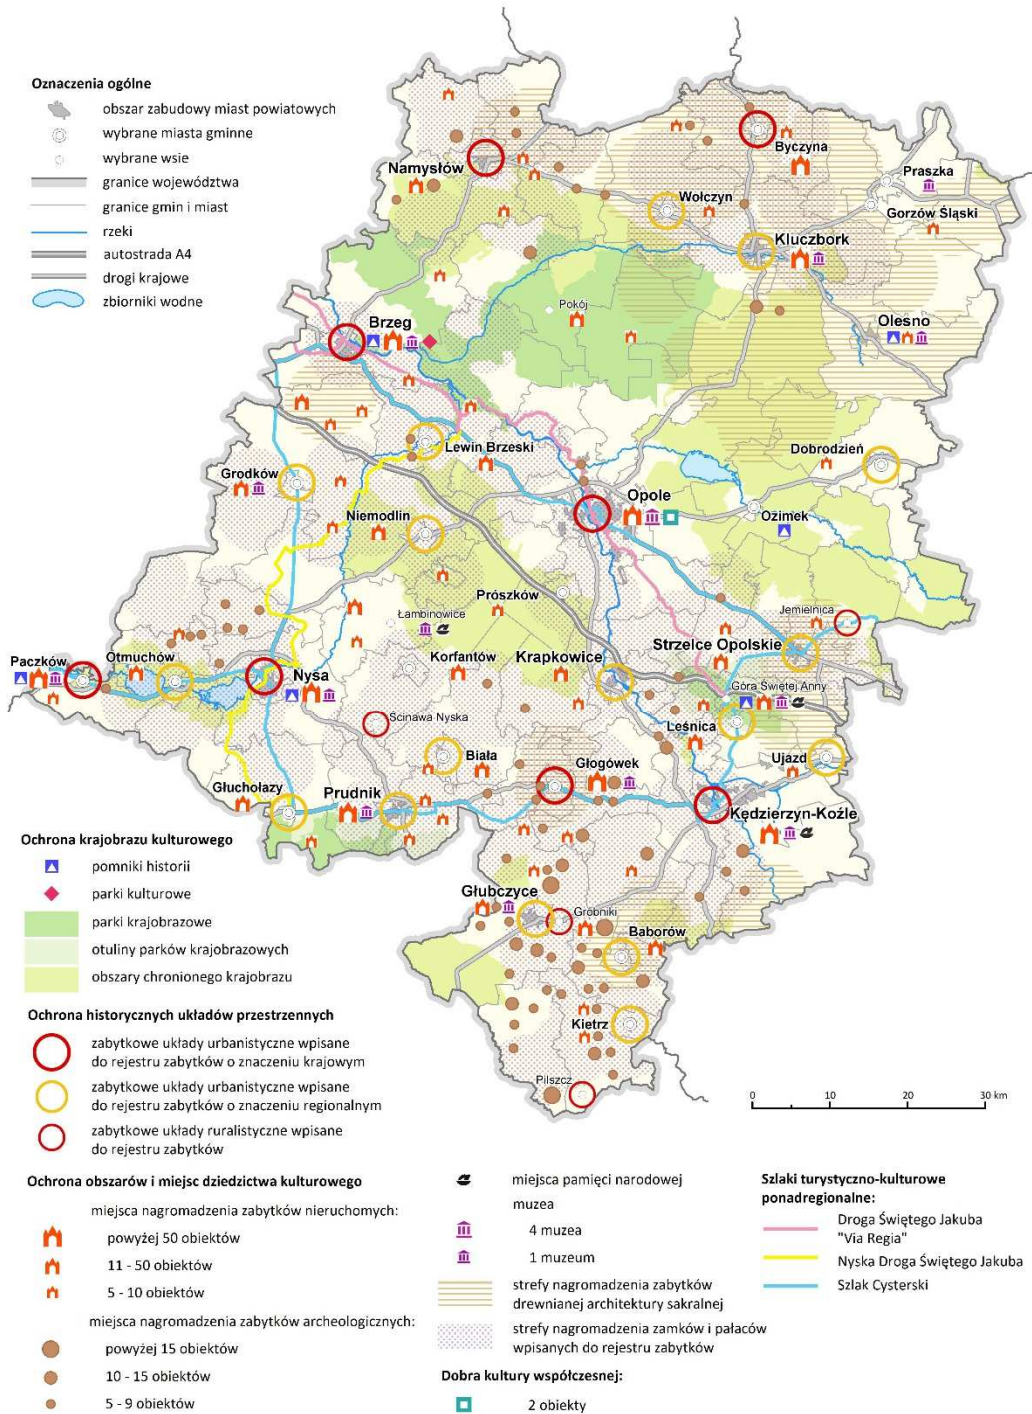 Oznaczenia ogólne
obszar zabudowy miast powiatowych
wybrane miasta gminne
wybrane wsie
granice województwa
granice gmin i miast
rzeki
autostrada A4
drogi krajowe
zbiorniki wodne
Namysłów
Byczyna
Praszka
Wołczyn
Gorzów Śląski
Kluczbork
Pokój
Brzeg
Olesno
Lewin Brzeski
Dobrodzień
Grodków
Opole
Niemodlin
Ozimek
Prószków
Łambinowice
Jemielnica
Strzelce Opolskie
Paczków
Otmuchów
Nysa
Korfantów
Krapkowice
Góra Świętej Anny
Ścinawa Nyska
Leśnica
Biała
Głogówek
Ujazd
Głuchołazy
Prudnik
Kędzierzyn-Koźle
Głubczyce
Grobniki
Baborów
Kietrz
Pilszcz
0 10 20 30 km
Ochrona krajobrazu kulturowego
pomniki historii
parki kulturowe
parki krajobrazowe
otuliny parków krajobrazowych
obszary chronionego krajobrazu
Ochrona historycznych układów przestrzennych
zabytkowe układy urbanistyczne wpisane
do rejestru zabytków o znaczeniu krajowym
zabytkowe układy urbanistyczne wpisane
do rejestru zabytków o znaczeniu regionalnym
zabytkowe układy ruralistyczne wpisane
do rejestru zabytków
Ochrona obszarów i miejsc dziedzictwa kulturowego
miejsca nagromadzenia zabytków nieruchomych:
powyżej 50 obiektów
11 - 50 obiektów
5 - 10 obiektów
miejsca nagromadzenia zabytków archeologicznych:
powyżej 15 obiektów
10 - 15 obiektów
5 - 9 obiektów
miejsca pamięci narodowej
muzea
4 muzea
1 muzeum
strefy nagromadzenia zabytków
drewnianej architektury sakralnej
strefy nagromadzenia zamków i pałaców
wpisanych do rejestru zabytków
Dobra kultury współczesnej:
2 obiekty
Szlaki turystyczno-kulturowe
ponadregionalne:
Droga Świętego Jakuba
"Via Regia"
Nyska Droga Świętego Jakuba
Szlak Cysterski